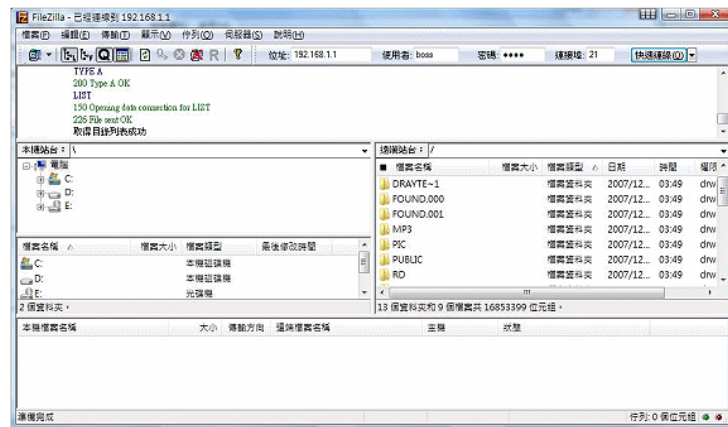 FileZilla - 已經連線到 192.168.1.1
檔案(F) 編輯(E) 傳輸(T) 顯示(V) 佇列(Q) 伺服器(S) 說明(H)
位址: 192.168.1.1 使用者: boss 密碼: •••• 連接埠: 21 快速連線(Q)
TYPE A
200 Type A OK
LIST
150 Opening data connection for LIST
226 File sent OK
取得目錄列表成功
本機站台: \
電腦
C:
D:
E:
檔案名稱 檔案大小 檔案類型 最後修改時間
C: 本機磁碟機
D: 本機磁碟機
E: 光碟機
2 個資料夾。
遠端站台: /
檔案名稱 檔案大小 檔案類型 日期 時間 權限
DRAYTE~1 檔案資料夾 2007/12... 03:49 drw
FOUND.000 檔案資料夾 2007/12... 03:49 drw
FOUND.001 檔案資料夾 2007/12... 03:49 drw
MP3 檔案資料夾 2007/12... 03:49 drw
PIC 檔案資料夾 2007/12... 03:49 drw
PUBLIC 檔案資料夾 2007/12... 03:49 drw
RD 檔案資料夾 2007/12... 03:49 drw
13 個資料夾和 9 個檔案共 16853399 位元組。
本機檔案名稱 大小 傳輸方向 遠端檔案名稱 主機 狀態
準備完成 佇列: 0 個位元組